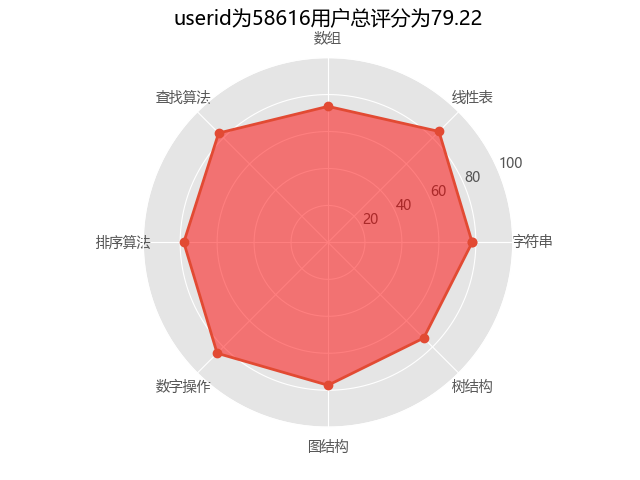 userid为58616用户总评分为79.22
数组
查找算法
线性表
100
80
60
40
20
排序算法
字符串
数字操作
树结构
图结构